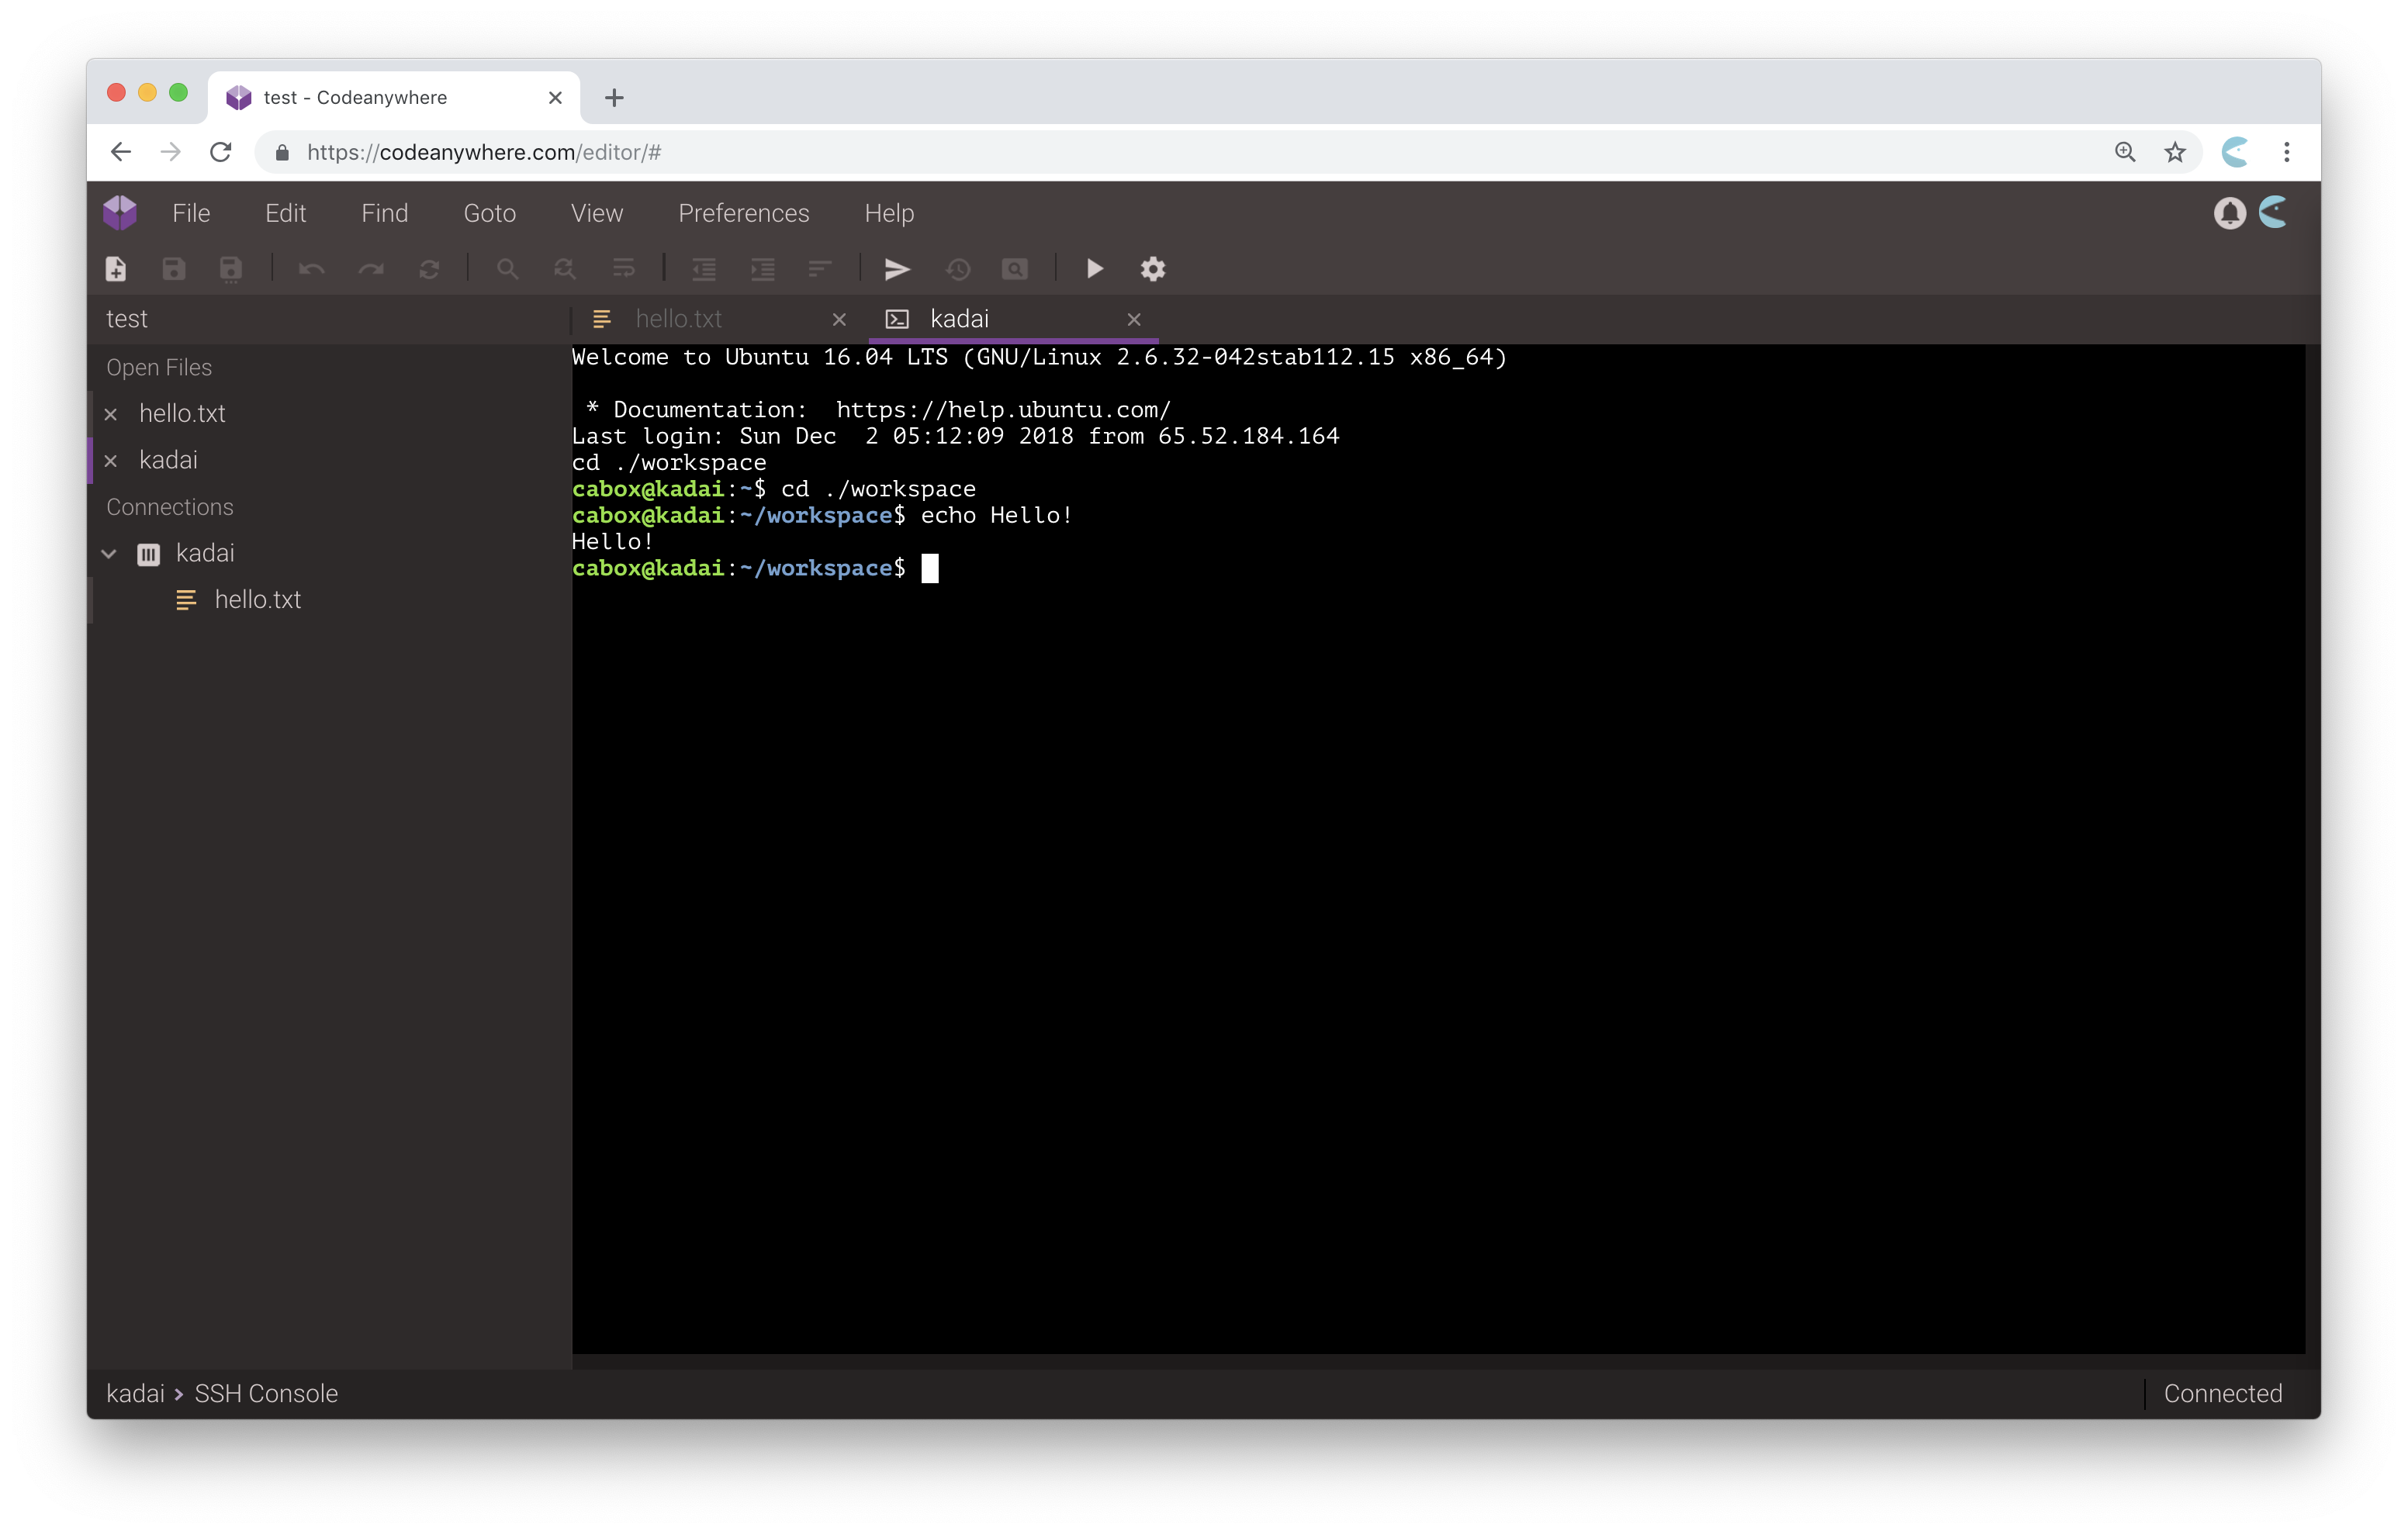 test - Codeanywhere
https://codeanywhere.com/editor/#
File Edit Find Goto View Preferences Help
test
hello.txt
kadai
Open Files
hello.txt
kadai
Connections
kadai
hello.txt
Welcome to Ubuntu 16.04 LTS (GNU/Linux 2.6.32-042stab112.15 x86_64)
* Documentation:  https://help.ubuntu.com/
Last login: Sun Dec  2 05:12:09 2018 from 65.52.184.164
cd ./workspace
cabox@kadai:~$ cd ./workspace
cabox@kadai:~/workspace$ echo Hello!
Hello!
cabox@kadai:~/workspace$
kadai > SSH Console
Connected